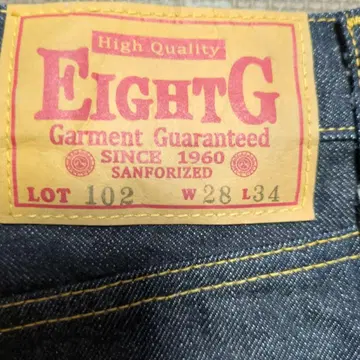 High Quality
EIGHTG
Garment Guaranteed
SINCE 1960
SANFORIZED
LOT 102 W 28 L 34